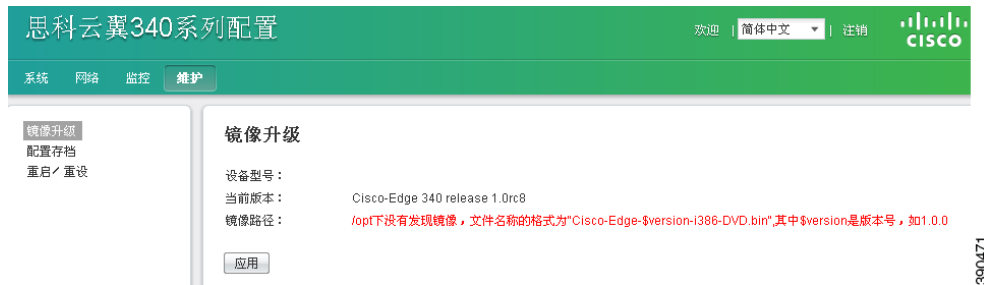 思科云翼340系列配置
欢迎 | 简体中文 | 注销
CISCO
系统 网络 监控 维护
镜像升级
配置存档
重启/重设
镜像升级
设备型号：
当前版本： Cisco-Edge 340 release 1.0rc8
镜像路径： /opt下没有发现镜像，文件名称的格式为"Cisco-Edge-$version-i386-DVD.bin",其中$version是版本号，如1.0.0
应用
390471